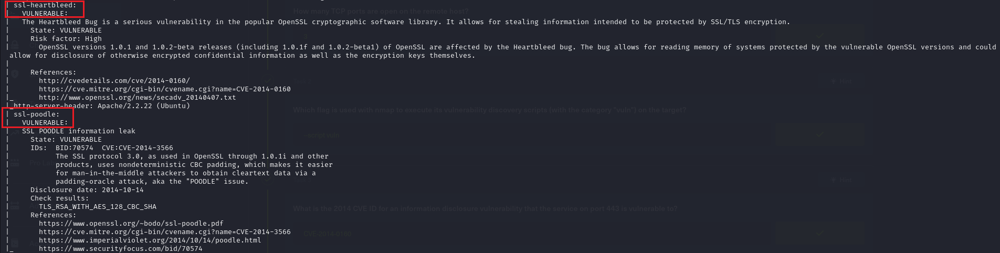 | ssl-heartbleed:
|   VULNERABLE:
|   The Heartbleed Bug is a serious vulnerability in the popular OpenSSL cryptographic software library. It allows for stealing information intended to be protected by SSL/TLS encryption.
|     State: VULNERABLE
|     Risk factor: High
|       OpenSSL versions 1.0.1 and 1.0.2-beta releases (including 1.0.1f and 1.0.2-beta1) of OpenSSL are affected by the Heartbleed bug. The bug allows for reading memory of systems protected by the vulnerable OpenSSL versions and could
allow for disclosure of otherwise encrypted confidential information as well as the encryption keys themselves.
|
|     References:
|       http://cvedetails.com/cve/2014-0160/
|       https://cve.mitre.org/cgi-bin/cvename.cgi?name=CVE-2014-0160
|_      http://www.openssl.org/news/secadv_20140407.txt
|_http-server-header: Apache/2.2.22 (Ubuntu)
| ssl-poodle:
|   VULNERABLE:
|   SSL POODLE information leak
|     State: VULNERABLE
|     IDs:  BID:70574  CVE:CVE-2014-3566
|           The SSL protocol 3.0, as used in OpenSSL through 1.0.1i and other
|           products, uses nondeterministic CBC padding, which makes it easier
|           for man-in-the-middle attackers to obtain cleartext data via a
|           padding-oracle attack, aka the "POODLE" issue.
|     Disclosure date: 2014-10-14
|     Check results:
|       TLS_RSA_WITH_AES_128_CBC_SHA
|     References:
|       https://www.openssl.org/~bodo/ssl-poodle.pdf
|       https://cve.mitre.org/cgi-bin/cvename.cgi?name=CVE-2014-3566
|       https://www.imperialviolet.org/2014/10/14/poodle.html
|_      https://www.securityfocus.com/bid/70574
How many TCP ports are open on the remote host?
3
Hint
Which flag is used with nmap to execute its vulnerability discovery scripts (with the category "vuln") on the target?
--script vuln
Hint
What is the 2014 CVE ID for an information disclosure vulnerability that the service on port 443 is vulnerable to?
CVE-2014-0160